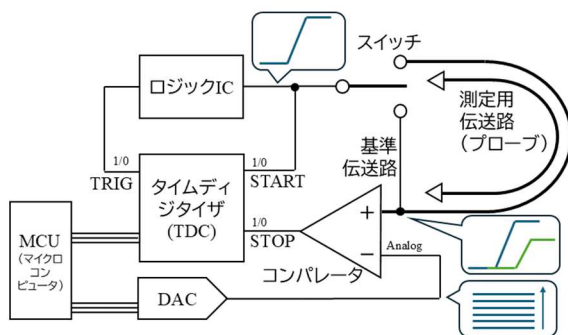 スイッチ
ロジックIC
測定用
伝送路
(プローブ)
基準
伝送路
1/0
TRIG
1/0
START
タイムディ
ジタイザ
(TDC)
1/0
STOP
+
−
Analog
コンパレータ
MCU
(マイクロ
コン
ピュータ)
DAC